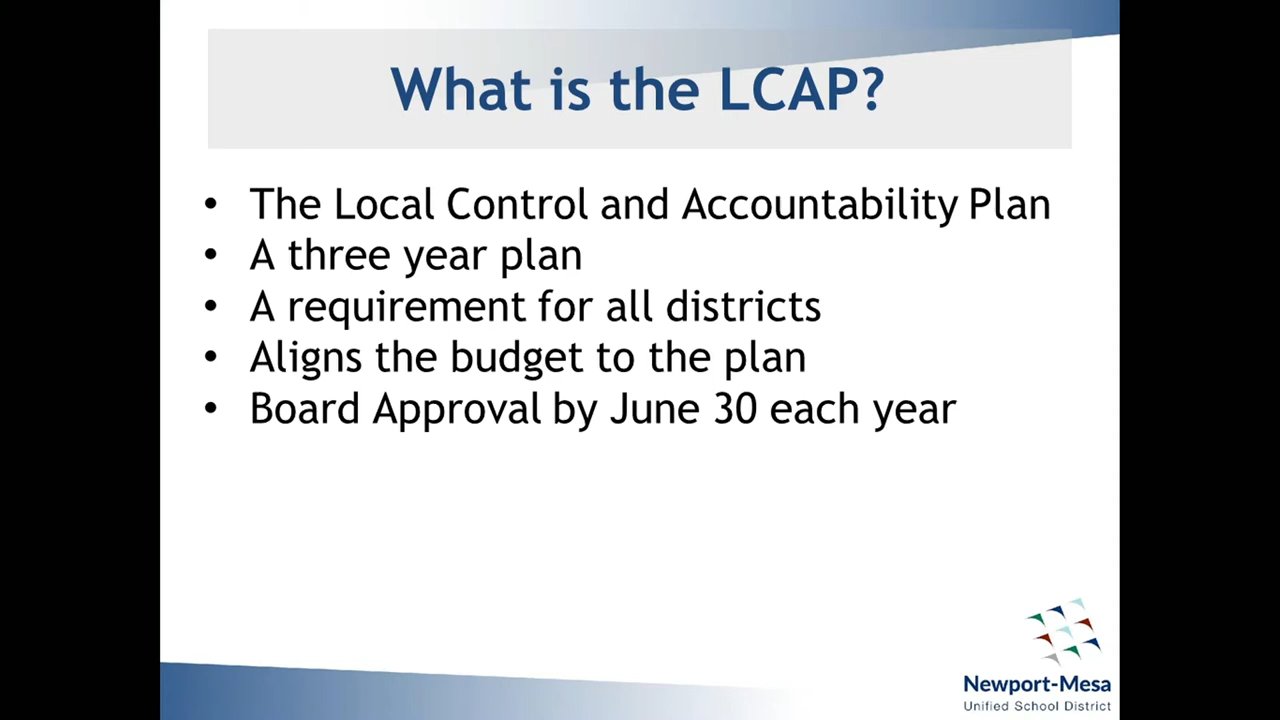 What is the LCAP?
• The Local Control and Accountability Plan
• A three year plan
• A requirement for all districts
• Aligns the budget to the plan
• Board Approval by June 30 each year
Newport-Mesa
Unified School District